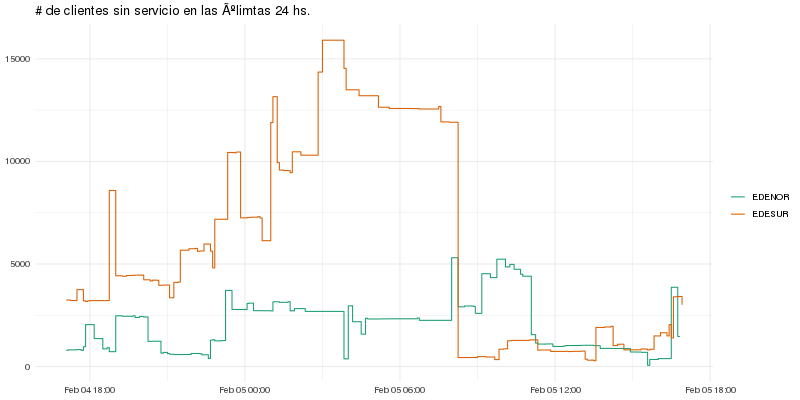 # de clientes sin servicio en las Ãºlimtas 24 hs.
15000
10000
5000
0
Feb 04 18:00
Feb 05 00:00
Feb 05 06:00
Feb 05 12:00
Feb 05 18:00
EDENOR
EDESUR